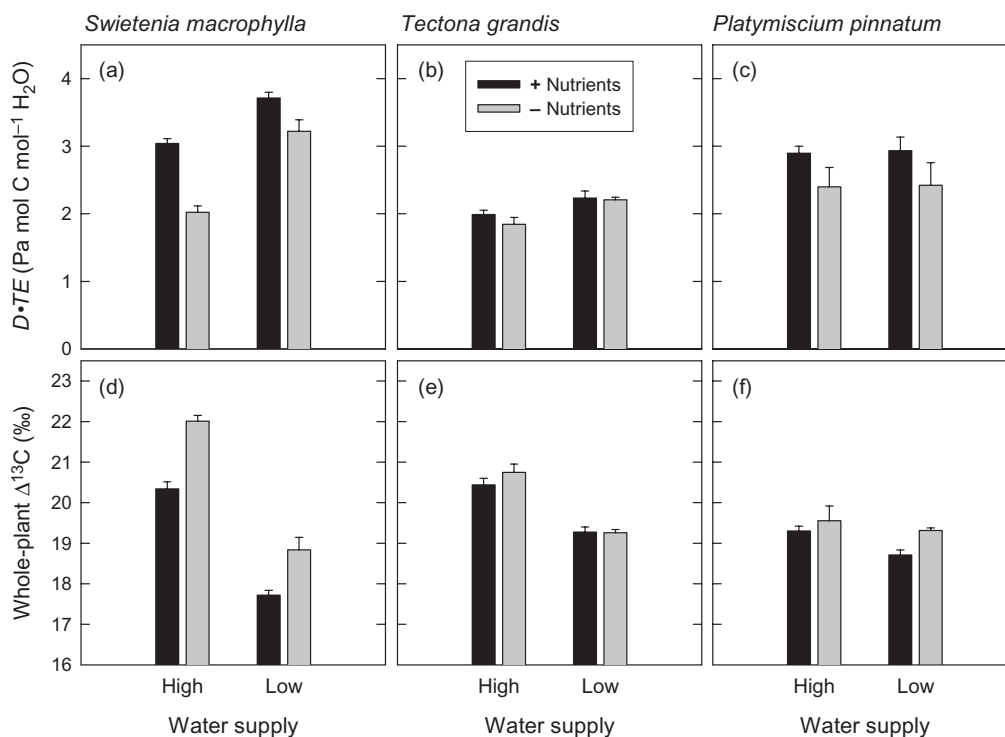 Swietenia macrophylla
Tectona grandis
Platymiscium pinnatum
D•TE (Pa mol C mol⁻¹ H₂O)
4
3
2
1
0
(a)
(b)
+ Nutrients
− Nutrients
(c)
Whole-plant Δ¹³C (‰)
23
22
21
20
19
18
17
16
(d)
(e)
(f)
High Low
High Low
High Low
Water supply
Water supply
Water supply